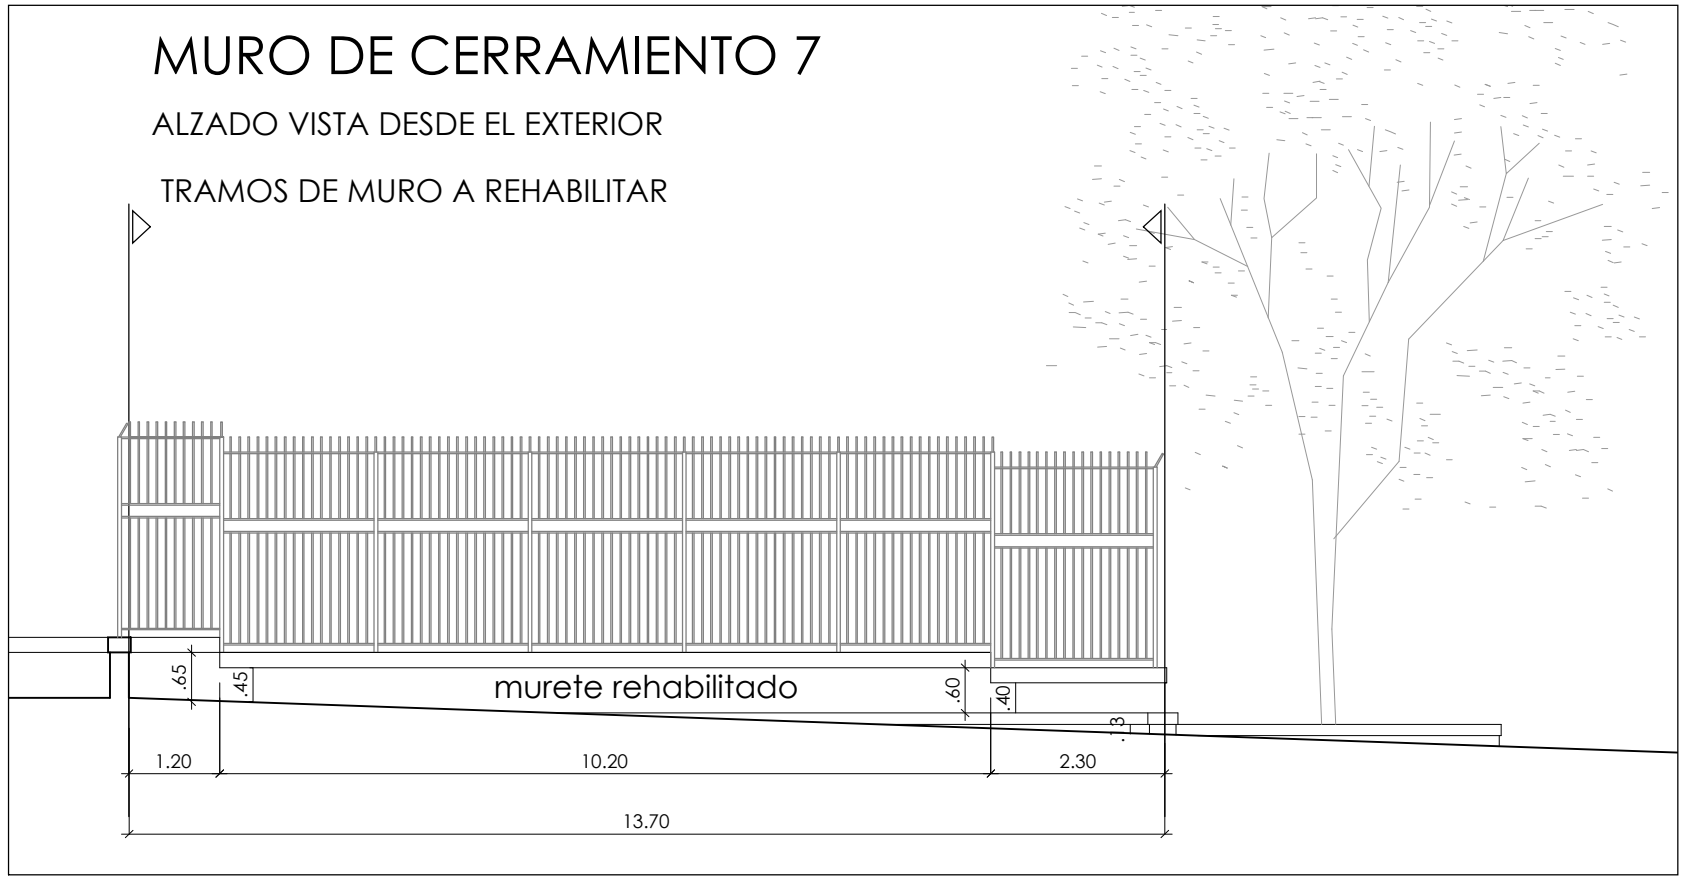 MURO DE CERRAMIENTO 7
ALZADO VISTA DESDE EL EXTERIOR
TRAMOS DE MURO A REHABILITAR
.65
.45
murete rehabilitado
.60
.40
1.20
10.20
2.30
13.70